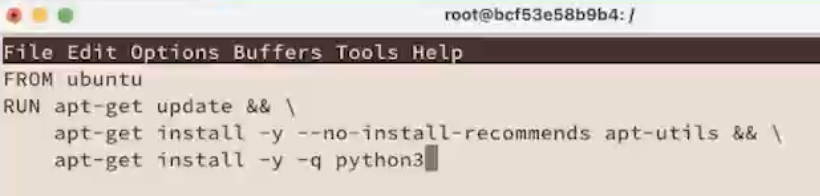 root@bcf53e58b9b4: /
File Edit Options Buffers Tools Help
FROM ubuntu
RUN apt-get update && \
    apt-get install -y --no-install-recommends apt-utils && \
    apt-get install -y -q python3